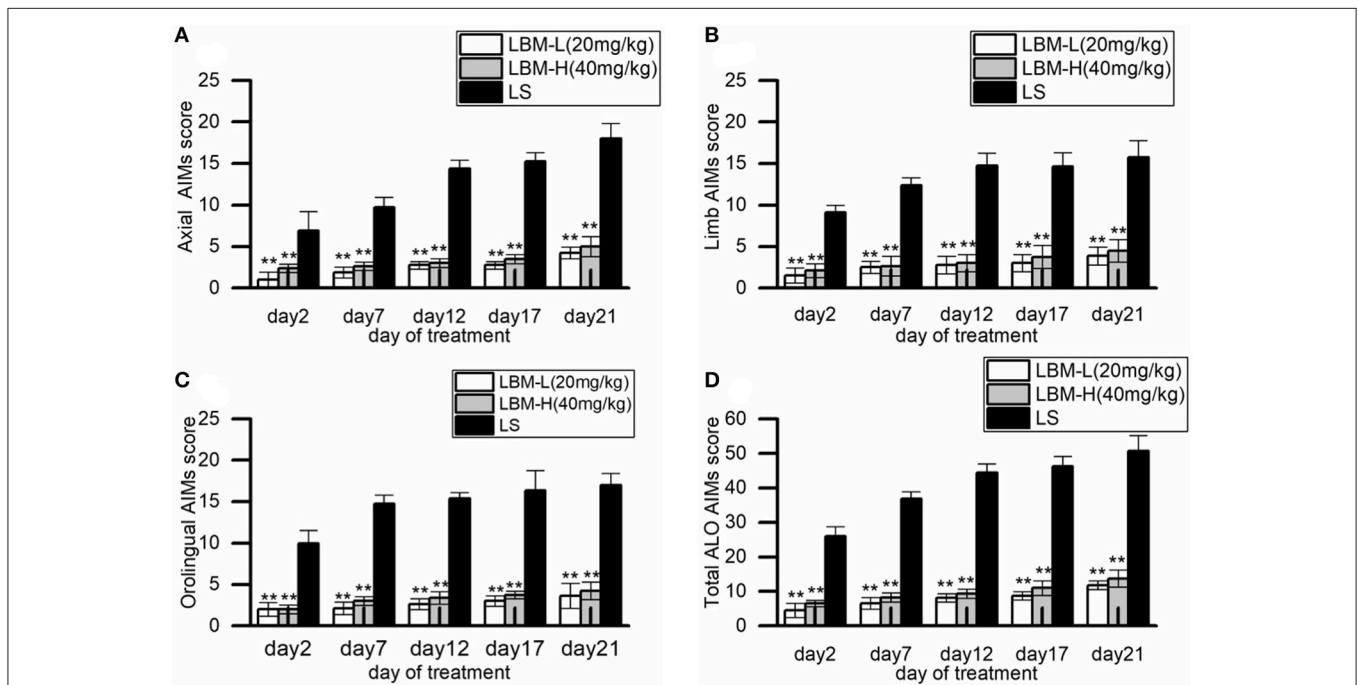 A
LBM-L(20mg/kg)
LBM-H(40mg/kg)
LS
25
20
15
10
5
0
Axial AIMs score
** ** ** ** ** ** ** ** ** **
day2 day7 day12 day17 day21
day of treatment
B
LBM-L(20mg/kg)
LBM-H(40mg/kg)
LS
25
20
15
10
5
0
Limb AIMs score
** ** ** ** ** ** ** ** ** **
day2 day7 day12 day17 day21
day of treatment
C
LBM-L(20mg/kg)
LBM-H(40mg/kg)
LS
25
20
15
10
5
0
Orolingual AIMs score
** ** ** ** ** ** ** ** ** **
day2 day7 day12 day17 day21
day of treatment
D
LBM-L(20mg/kg)
LBM-H(40mg/kg)
LS
60
50
40
30
20
10
0
Total ALO AIMs score
** ** ** ** ** ** ** ** ** **
day2 day7 day12 day17 day21
day of treatment